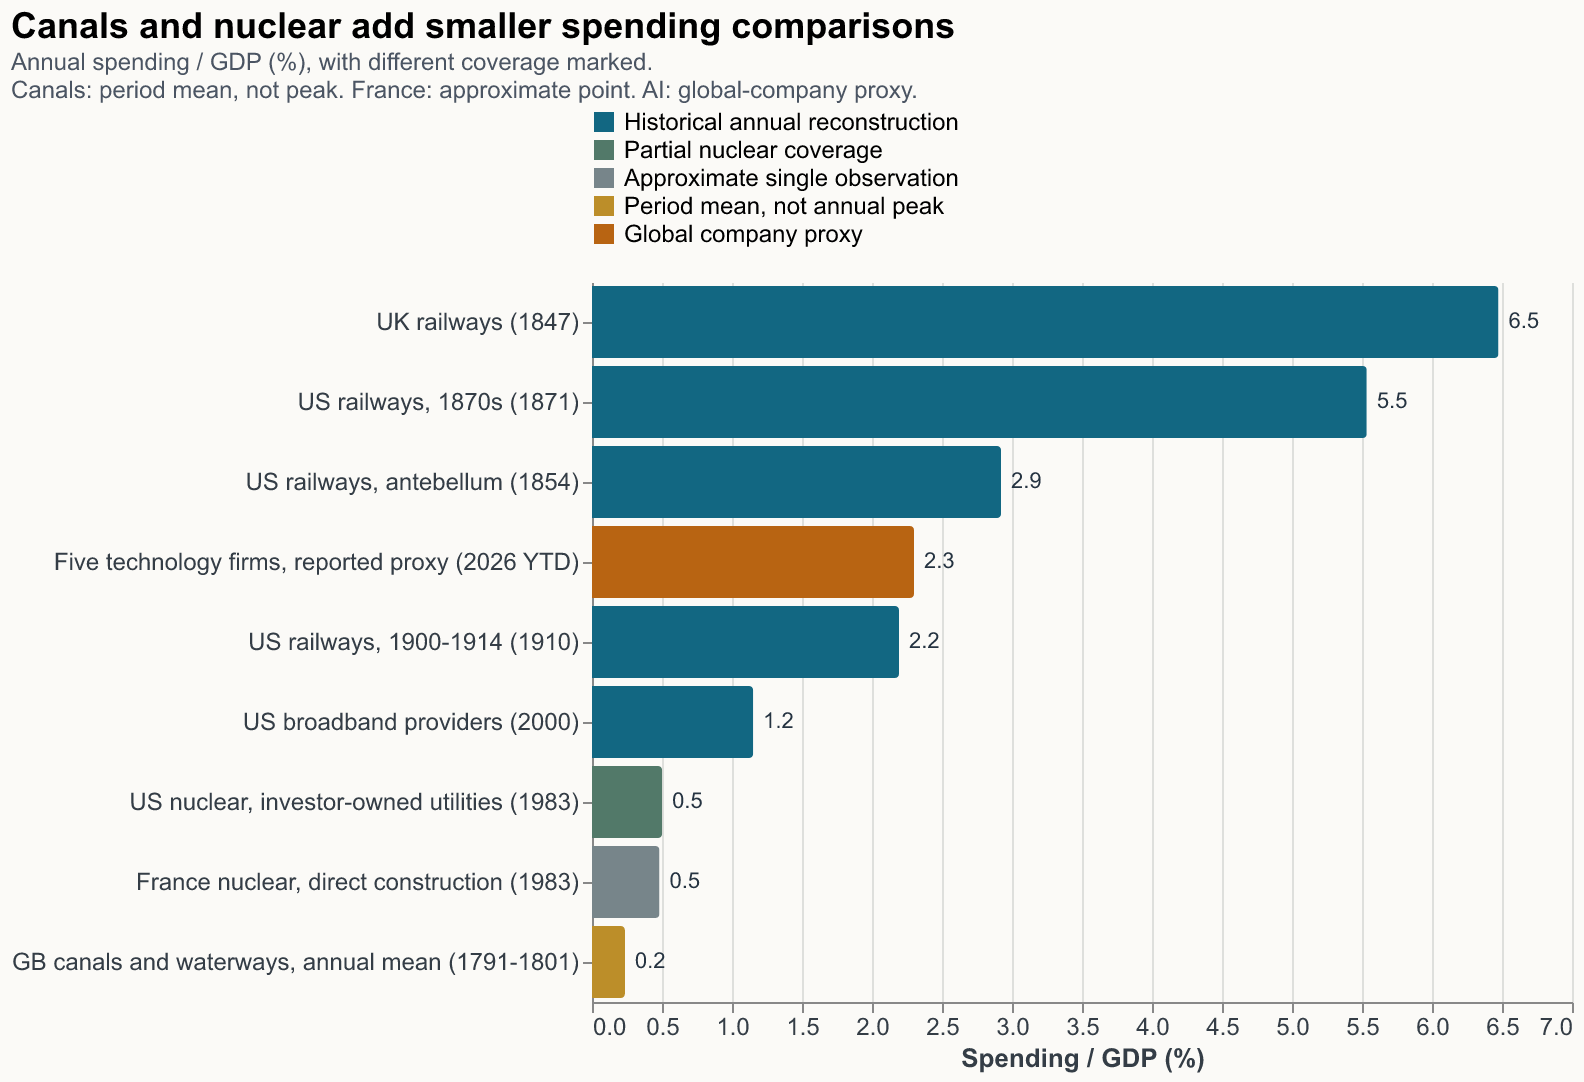 Canals and nuclear add smaller spending comparisons
Annual spending / GDP (%), with different coverage marked.
Canals: period mean, not peak. France: approximate point. AI: global-company proxy.
Historical annual reconstruction
Partial nuclear coverage
Approximate single observation
Period mean, not annual peak
Global company proxy
UK railways (1847) 6.5
US railways, 1870s (1871) 5.5
US railways, antebellum (1854) 2.9
Five technology firms, reported proxy (2026 YTD) 2.3
US railways, 1900-1914 (1910) 2.2
US broadband providers (2000) 1.2
US nuclear, investor-owned utilities (1983) 0.5
France nuclear, direct construction (1983) 0.5
GB canals and waterways, annual mean (1791-1801) 0.2
0.0 0.5 1.0 1.5 2.0 2.5 3.0 3.5 4.0 4.5 5.0 5.5 6.0 6.5 7.0
Spending / GDP (%)